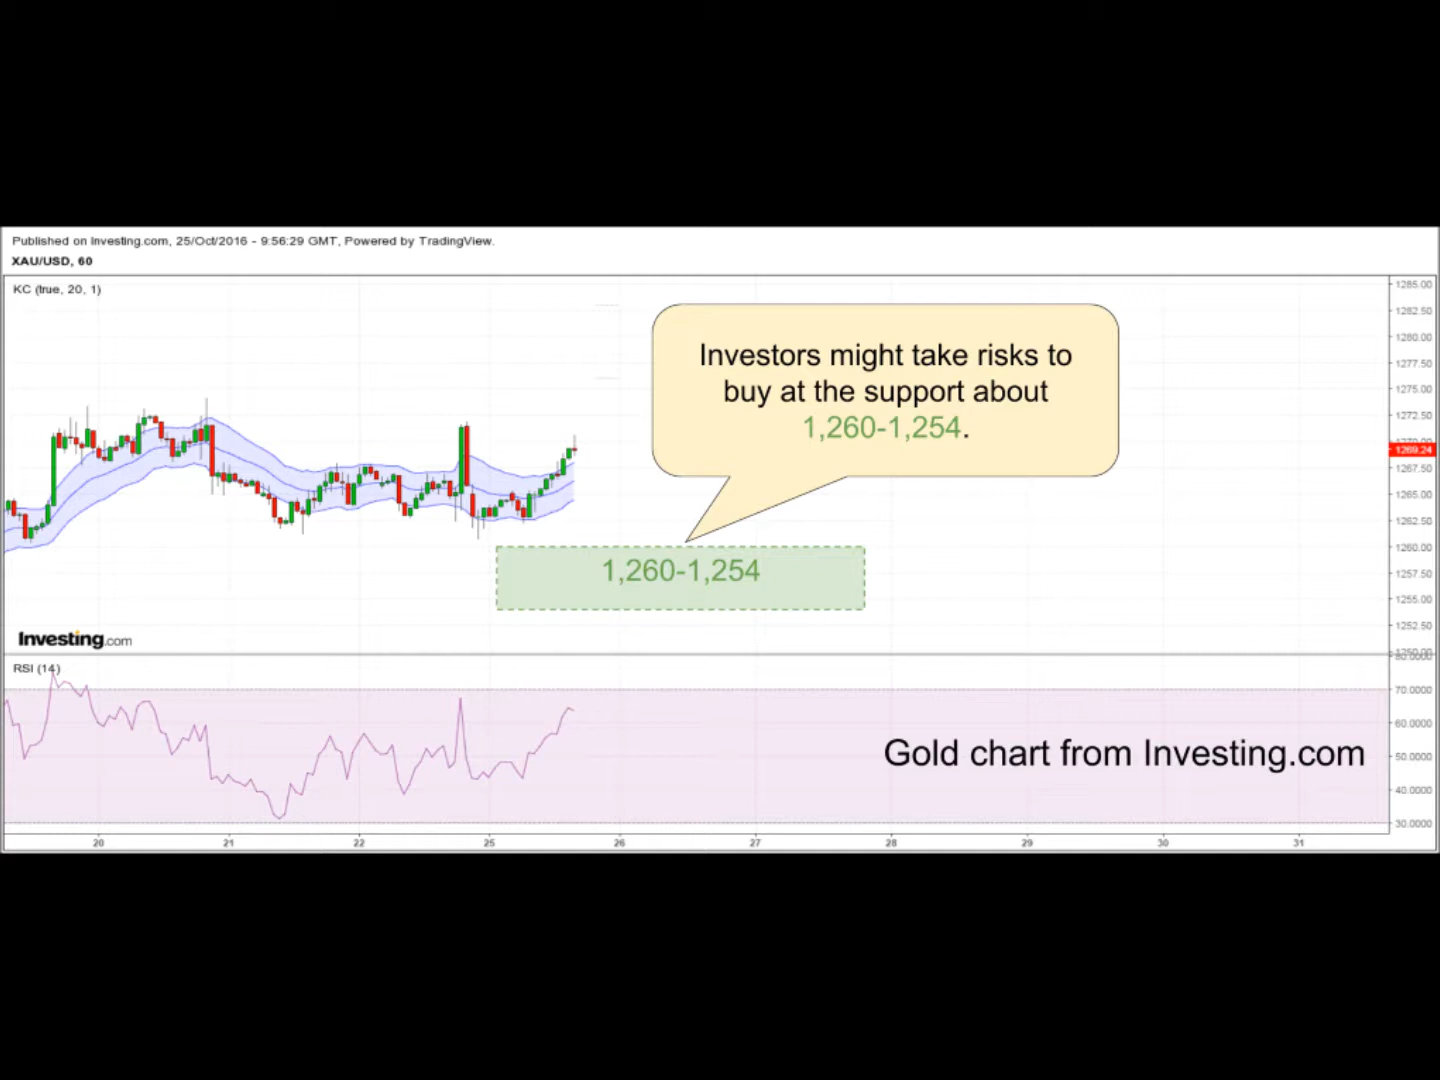 Published on Investing.com, 25/Oct/2016 - 9:56:29 GMT, Powered by TradingView.
XAU/USD, 60
KC (true, 20, 1)
1285.00
1282.50
1280.00
1277.50
1275.00
1272.50
1269.24
1267.50
1265.00
1262.50
1260.00
1257.50
1255.00
1252.50
Investors might take risks to
buy at the support about
1,260-1,254.
1,260-1,254
Investing.com
RSI (14)
70.0000
60.0000
50.0000
40.0000
30.0000
Gold chart from Investing.com
20 21 22 25 26 27 28 29 30 31